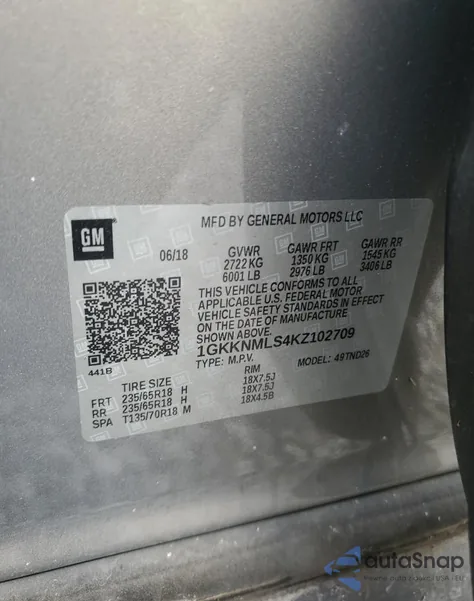 GM
MFD BY GENERAL MOTORS LLC
06/18 GVWR GAWR FRT GAWR RR
2722 KG 1350 KG 1545 KG
6001 LB 2976 LB 3406 LB
THIS VEHICLE CONFORMS TO ALL
APPLICABLE U.S. FEDERAL MOTOR
VEHICLE SAFETY STANDARDS IN EFFECT
ON THE DATE OF MANUFACTURE
SHOWN ABOVE.
1GKKNMLS4KZ102709
TYPE: M.P.V. MODEL: 49TND26
441B
TIRE SIZE RIM
FRT 235/65R18 H 18X7.5J
RR 235/65R18 H 18X7.5J
SPA T135/70R18 M 18X4.5B
autoSnap